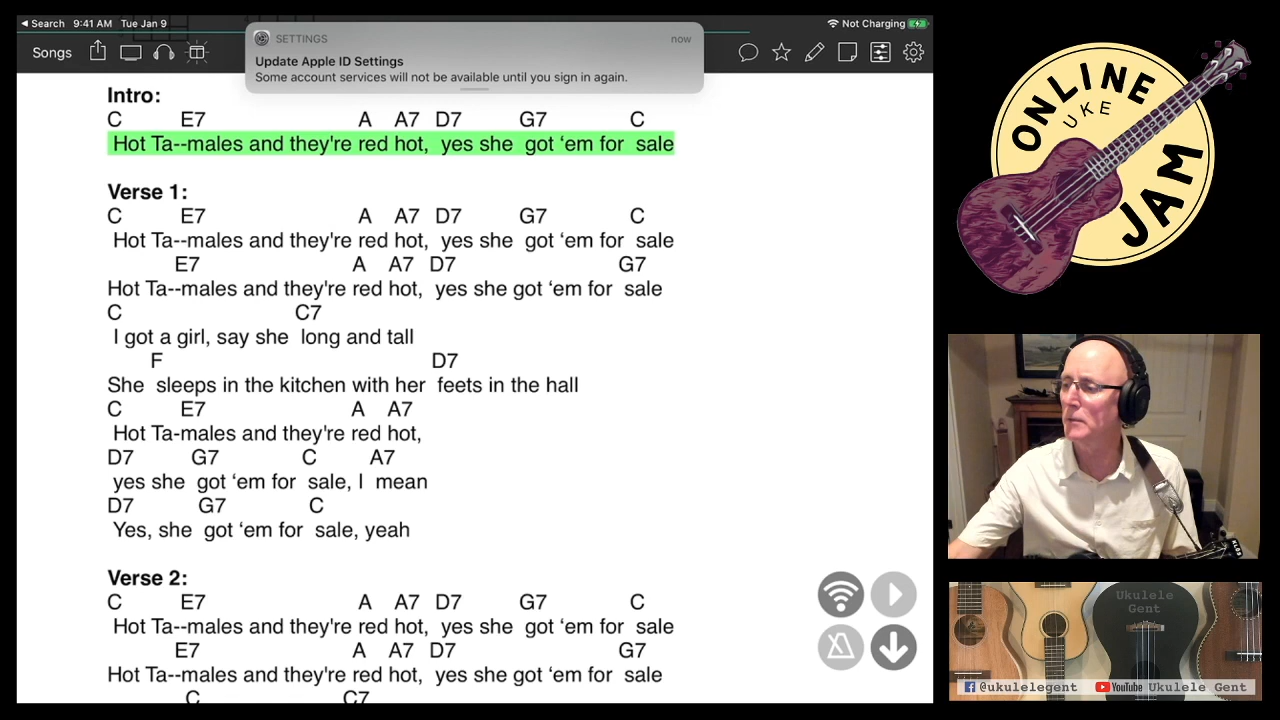 ◀ Search 9:41 AM Tue Jan 9
Not Charging
Songs
SETTINGS
now
Update Apple ID Settings
Some account services will not be available until you sign in again.
Intro:
C E7 A A7 D7 G7 C
Hot Ta--males and they're red hot, yes she got ‘em for sale
Verse 1:
C E7 A A7 D7 G7 C
Hot Ta--males and they're red hot, yes she got ‘em for sale
E7 A A7 D7 G7
Hot Ta--males and they're red hot, yes she got ‘em for sale
C C7
I got a girl, say she long and tall
F D7
She sleeps in the kitchen with her feets in the hall
C E7 A A7
Hot Ta-males and they're red hot,
D7 G7 C A7
yes she got ‘em for sale, I mean
D7 G7 C
Yes, she got ‘em for sale, yeah
Verse 2:
C E7 A A7 D7 G7 C
Hot Ta--males and they're red hot, yes she got ‘em for sale
E7 A A7 D7 G7
Hot Ta--males and they're red hot, yes she got ‘em for sale
C C7
ONLINE
UKE
JAM
KLOS
Ukulele
Gent
@ukulelegent YouTube Ukulele Gent